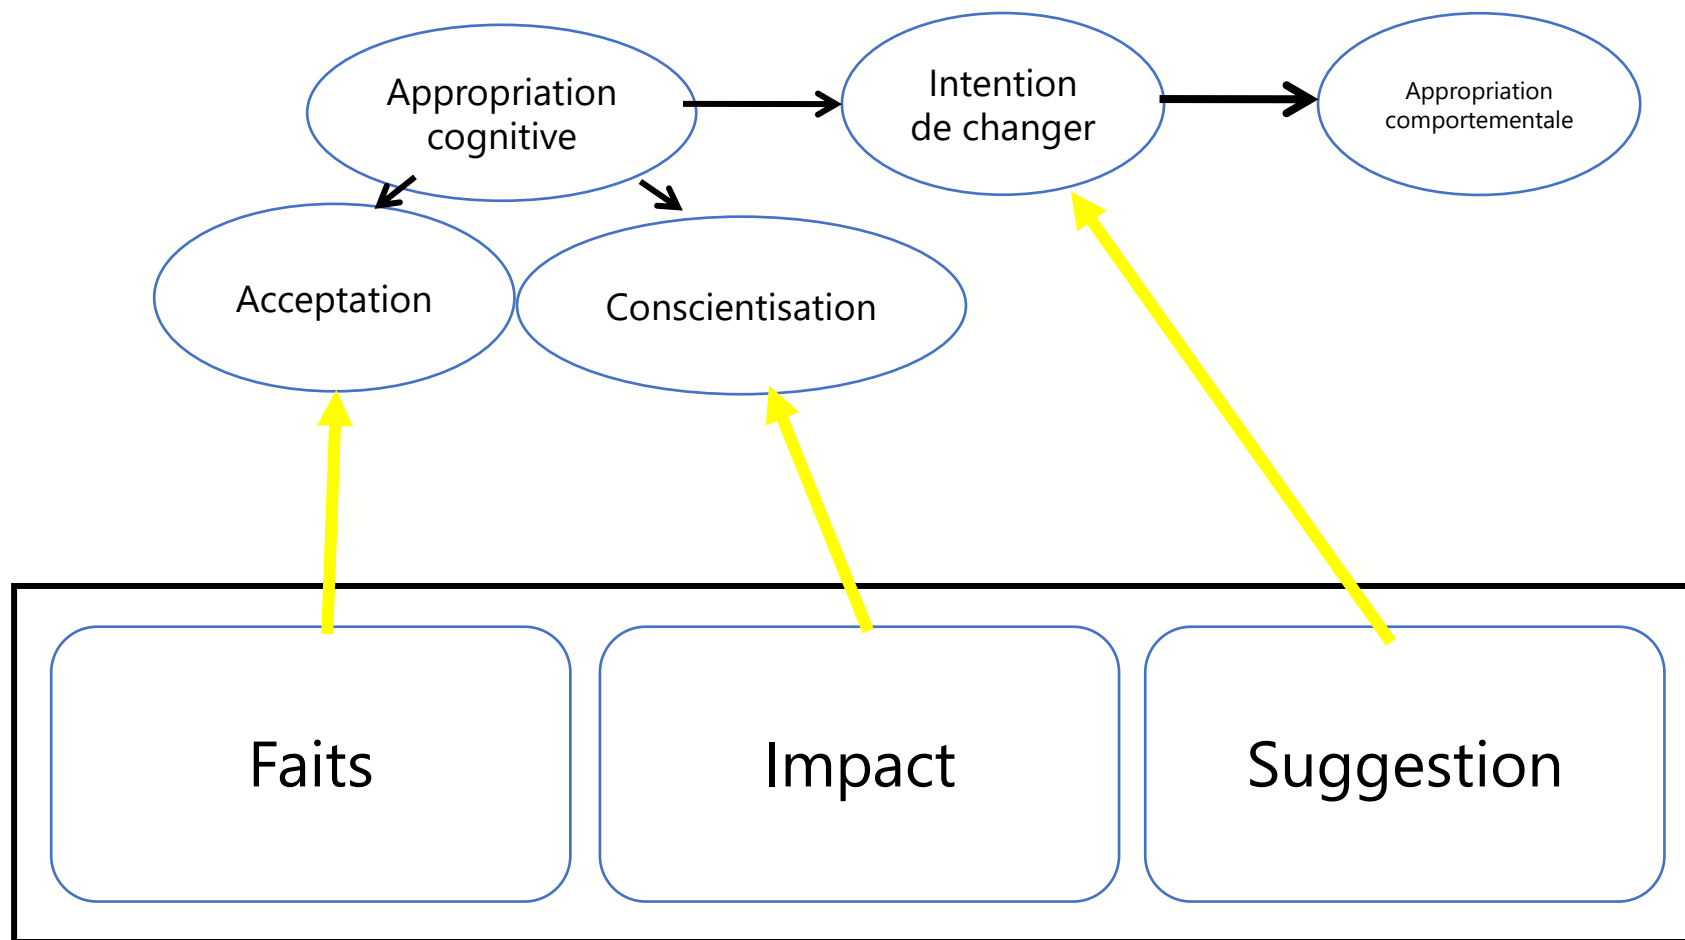 Appropriation
cognitive
Intention
de changer
Appropriation
comportementale
Acceptation
Conscientisation
Faits
Impact
Suggestion